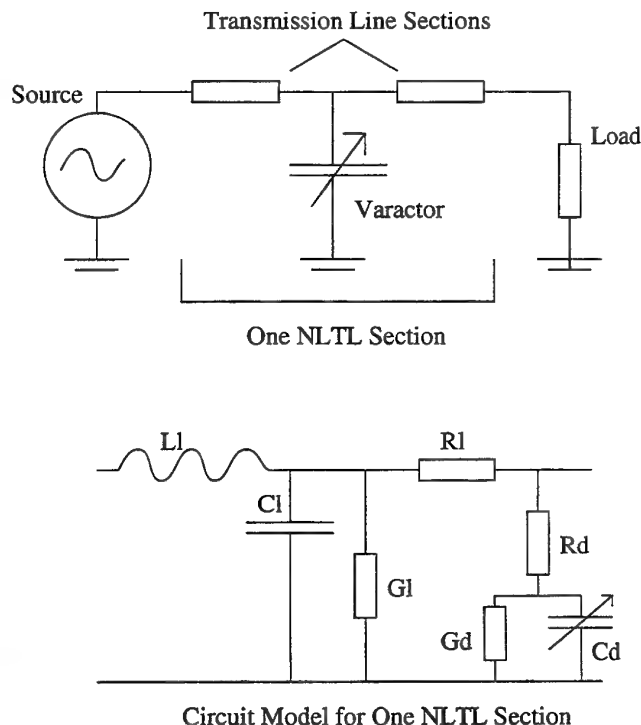 Transmission Line Sections
Source
Load
Varactor
One NLTL Section
Ll
Rl
Cl
Rd
Gl
Gd
Cd
Circuit Model for One NLTL Section